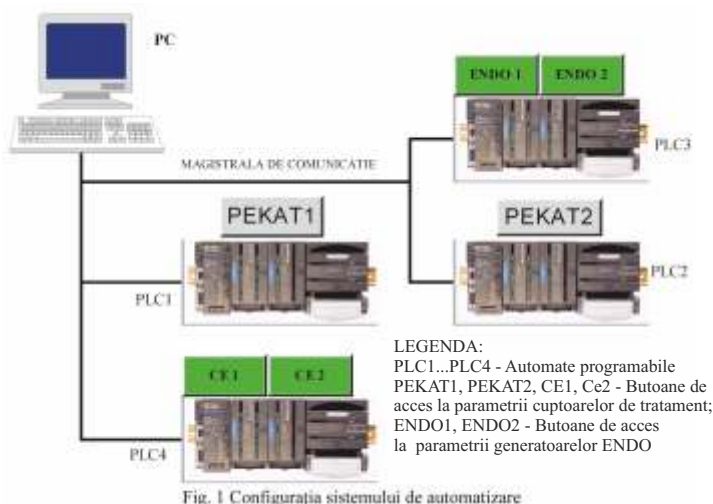 PC
ENDO 1 ENDO 2
PLC3
MAGISTRALA DE COMUNICATIE
PEKAT1
PEKAT2
PLC1
PLC2
CE 1 CE 2
PLC4
LEGENDA:
PLC1...PLC4 - Automate programabile
PEKAT1, PEKAT2, CE1, Ce2 - Butoane de
acces la parametrii cuptoarelor de tratament;
ENDO1, ENDO2 - Butoane de acces
la parametrii generatoarelor ENDO
Fig. 1 Configurația sistemului de automatizare